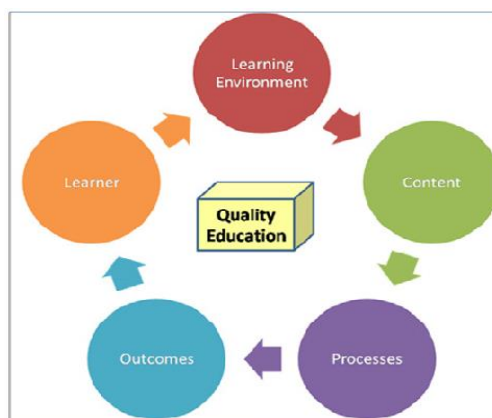 Learning
Environment
Learner
Content
Quality
Education
Outcomes
Processes